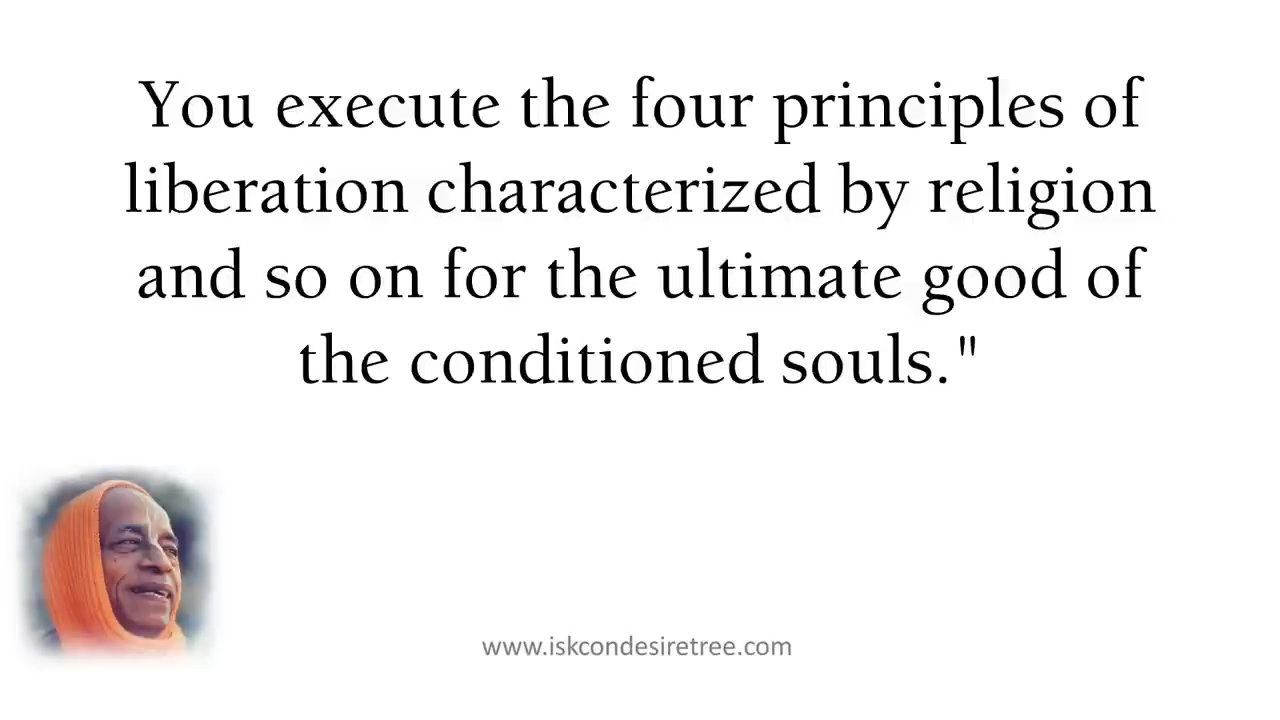 You execute the four principles of
liberation characterized by religion
and so on for the ultimate good of
the conditioned souls."
www.iskcondesiretree.com